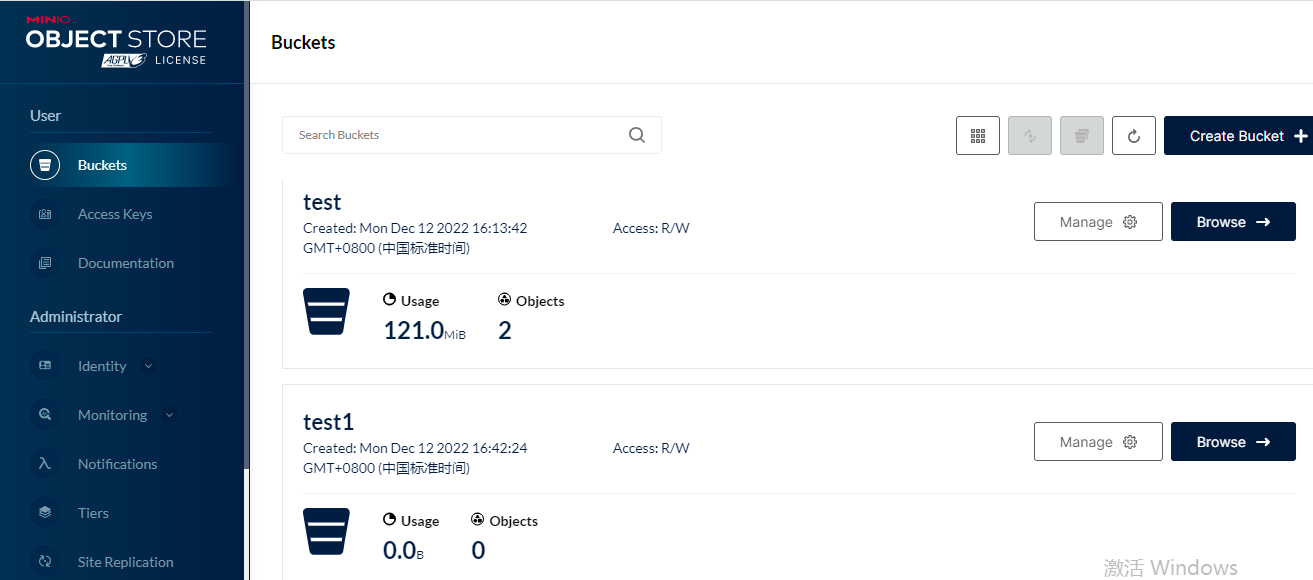 MINIO
OBJECT STORE
AGPLv3 LICENSE
User
Buckets
Access Keys
Documentation
Administrator
Identity
Monitoring
Notifications
Tiers
Site Replication
Buckets
Search Buckets
Create Bucket
test
Created: Mon Dec 12 2022 16:13:42
GMT+0800 (中国标准时间)
Access: R/W
Manage
Browse
Usage
121.0MiB
Objects
2
test1
Created: Mon Dec 12 2022 16:42:24
GMT+0800 (中国标准时间)
Access: R/W
Manage
Browse
Usage
0.0B
Objects
0
激活 Windows